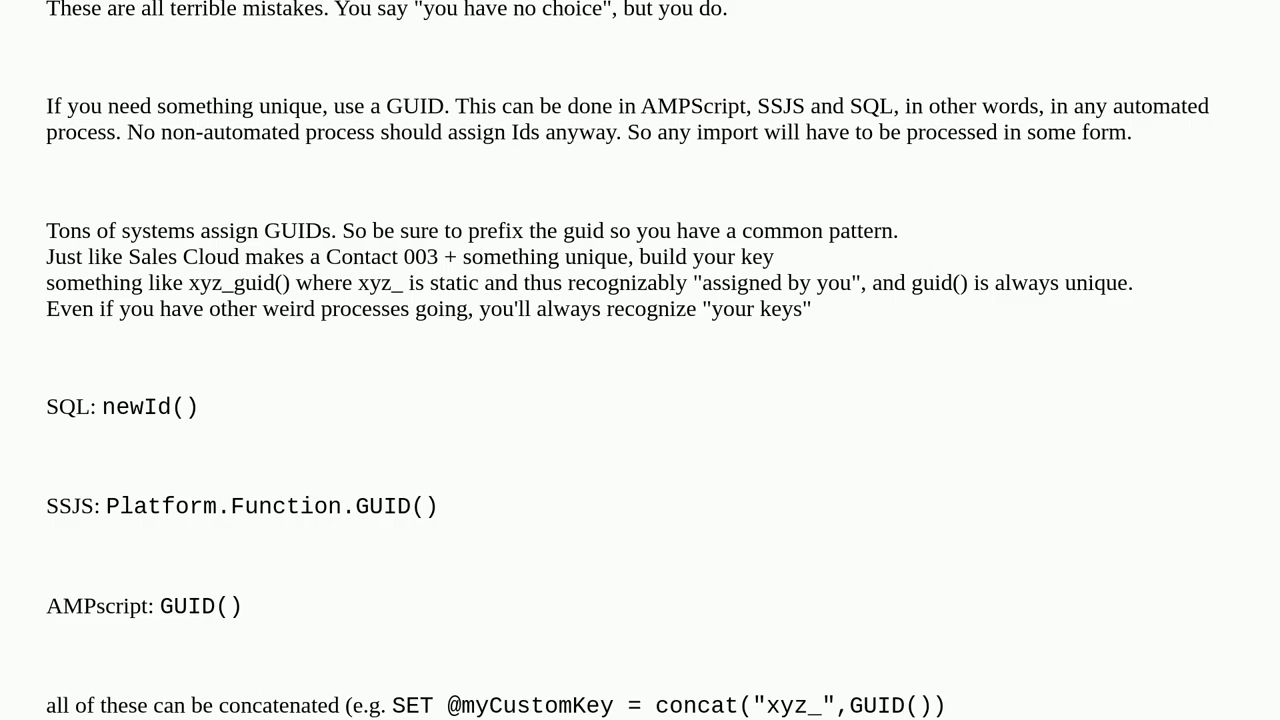 These are all terrible mistakes. You say "you have no choice", but you do.
If you need something unique, use a GUID. This can be done in AMPScript, SSJS and SQL, in other words, in any automated
process. No non-automated process should assign Ids anyway. So any import will have to be processed in some form.
Tons of systems assign GUIDs. So be sure to prefix the guid so you have a common pattern.
Just like Sales Cloud makes a Contact 003 + something unique, build your key
something like xyz_guid() where xyz_ is static and thus recognizably "assigned by you", and guid() is always unique.
Even if you have other weird processes going, you'll always recognize "your keys"
SQL: newId()
SSJS: Platform.Function.GUID()
AMPscript: GUID()
all of these can be concatenated (e.g. SET @myCustomKey = concat("xyz_",GUID())